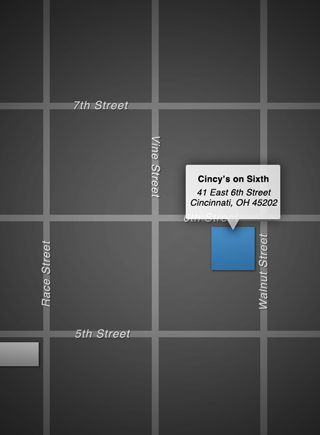 7th Street
Vine Street
Cincy's on Sixth
41 East 6th Street
Cincinnati, OH 45202
Street
Race Street
Walnut Street
5th Street